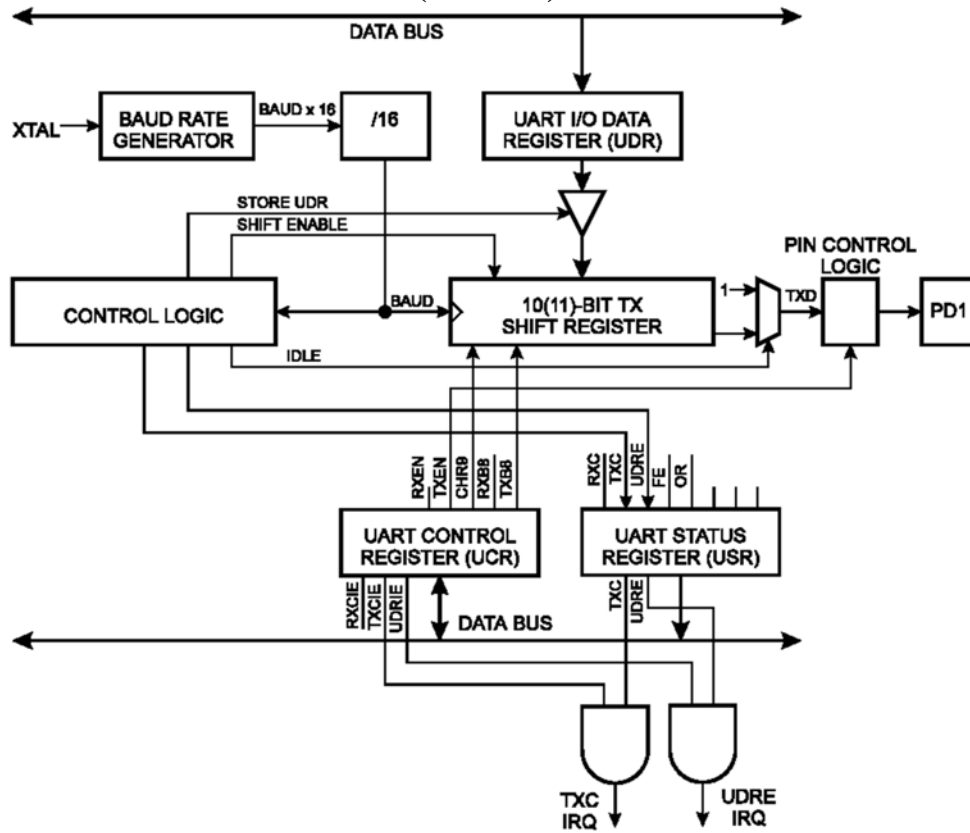 DATA BUS
XTAL
BAUD RATE
GENERATOR
BAUD x 16
/16
UART I/O DATA
REGISTER (UDR)
STORE UDR
SHIFT ENABLE
PIN CONTROL
LOGIC
CONTROL LOGIC
BAUD
10(11)-BIT TX
SHIFT REGISTER
1
TXD
PD1
IDLE
RXEN
TXEN
CHR9
RXB8
TXB8
RXC
TXC
UDRE
FE
OR
UART CONTROL
REGISTER (UCR)
UART STATUS
REGISTER (USR)
RXCIE
TXCIE
UDRIE
TXC
UDRE
DATA BUS
TXC
IRQ
UDRE
IRQ